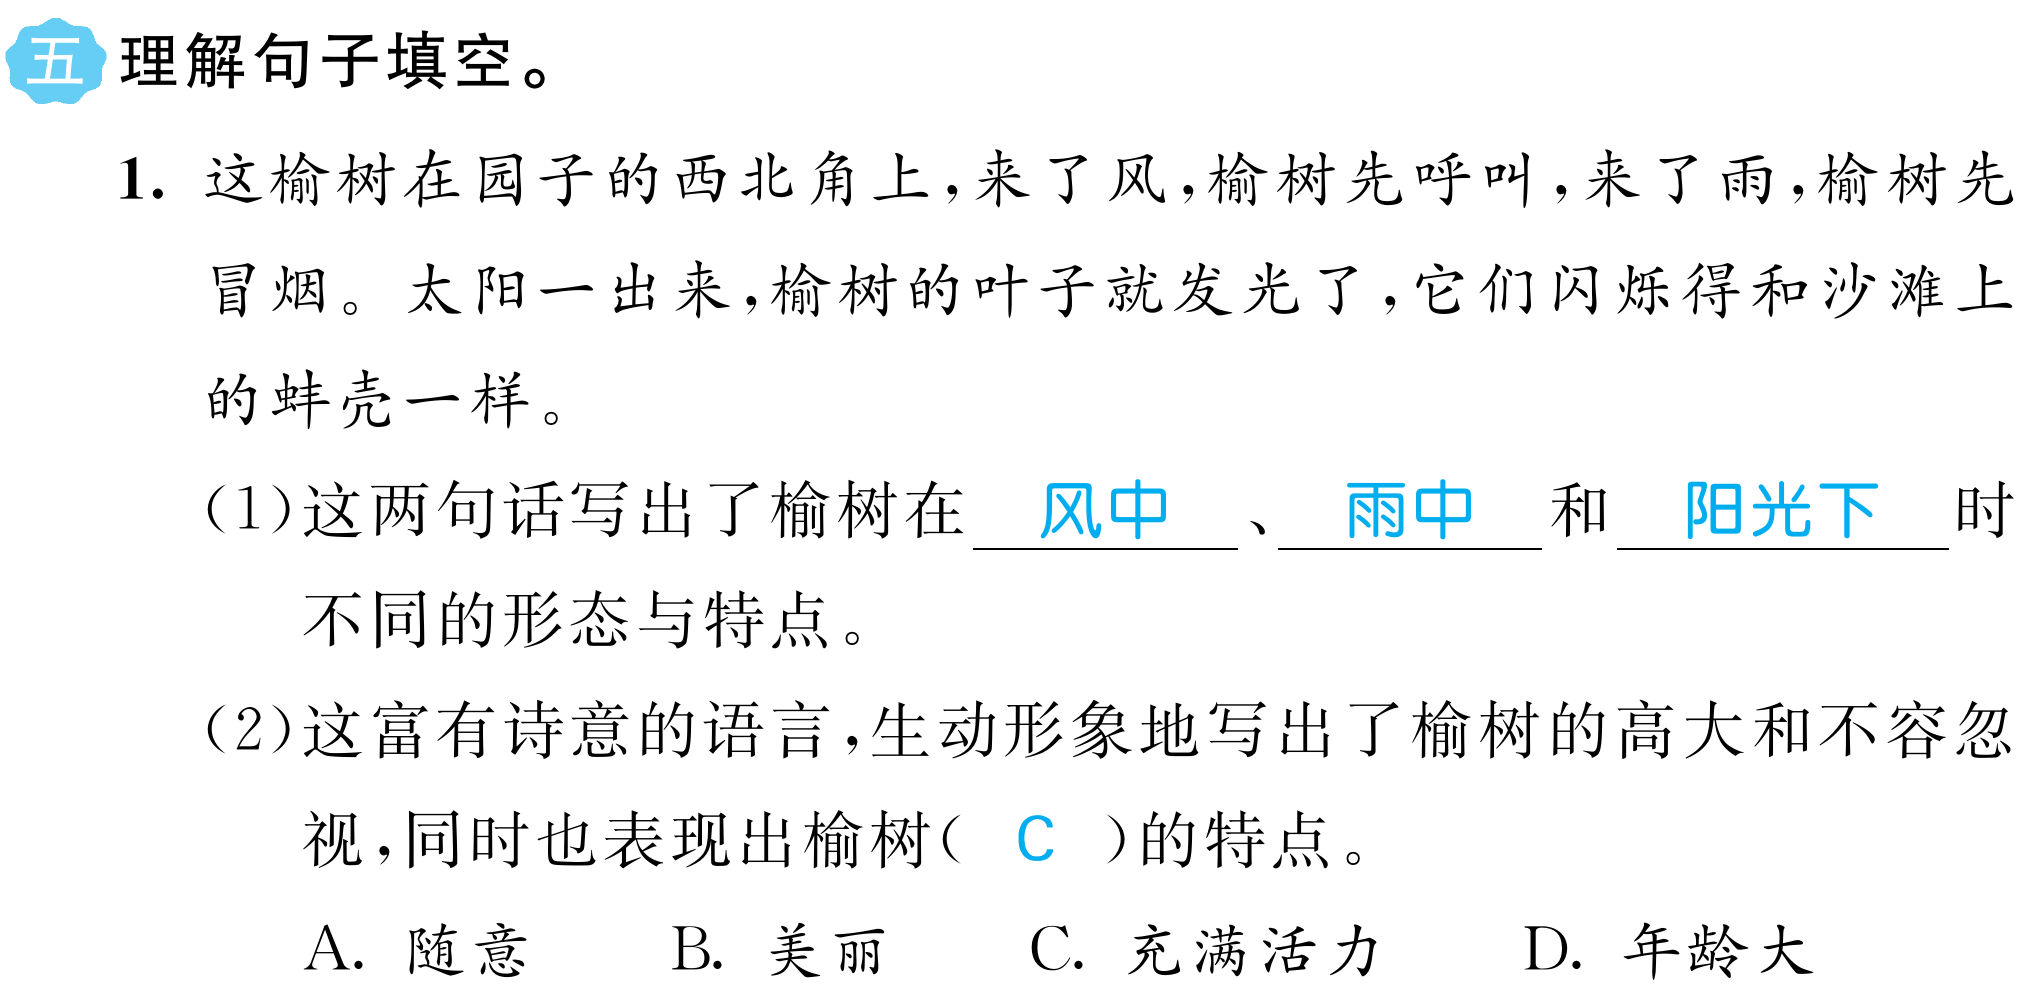 五 理解句子填空。
1. 这榆树在园子的西北角上,来了风,榆树先呼叫,来了雨,榆树先
冒烟。太阳一出来,榆树的叶子就发光了,它们闪烁得和沙滩上
的蚌壳一样。
(1)这两句话写出了榆树在 风中 、 雨中 和 阳光下 时
不同的形态与特点。
(2)这富有诗意的语言,生动形象地写出了榆树的高大和不容忽
视,同时也表现出榆树( C )的特点。
A. 随意 B. 美丽 C. 充满活力 D. 年龄大